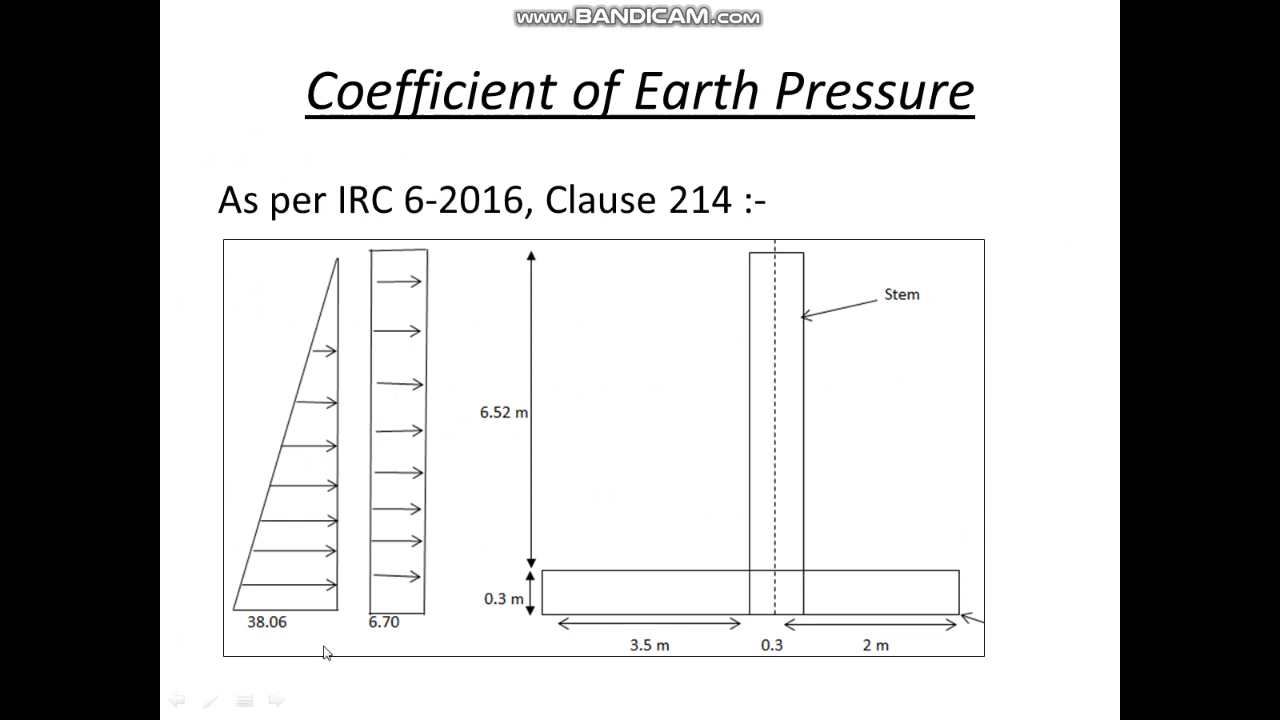 www.BANDICAM.com
Coefficient of Earth Pressure
As per IRC 6-2016, Clause 214 :-
Stem
6.52 m
0.3 m
38.06
6.70
3.5 m
0.3
2 m